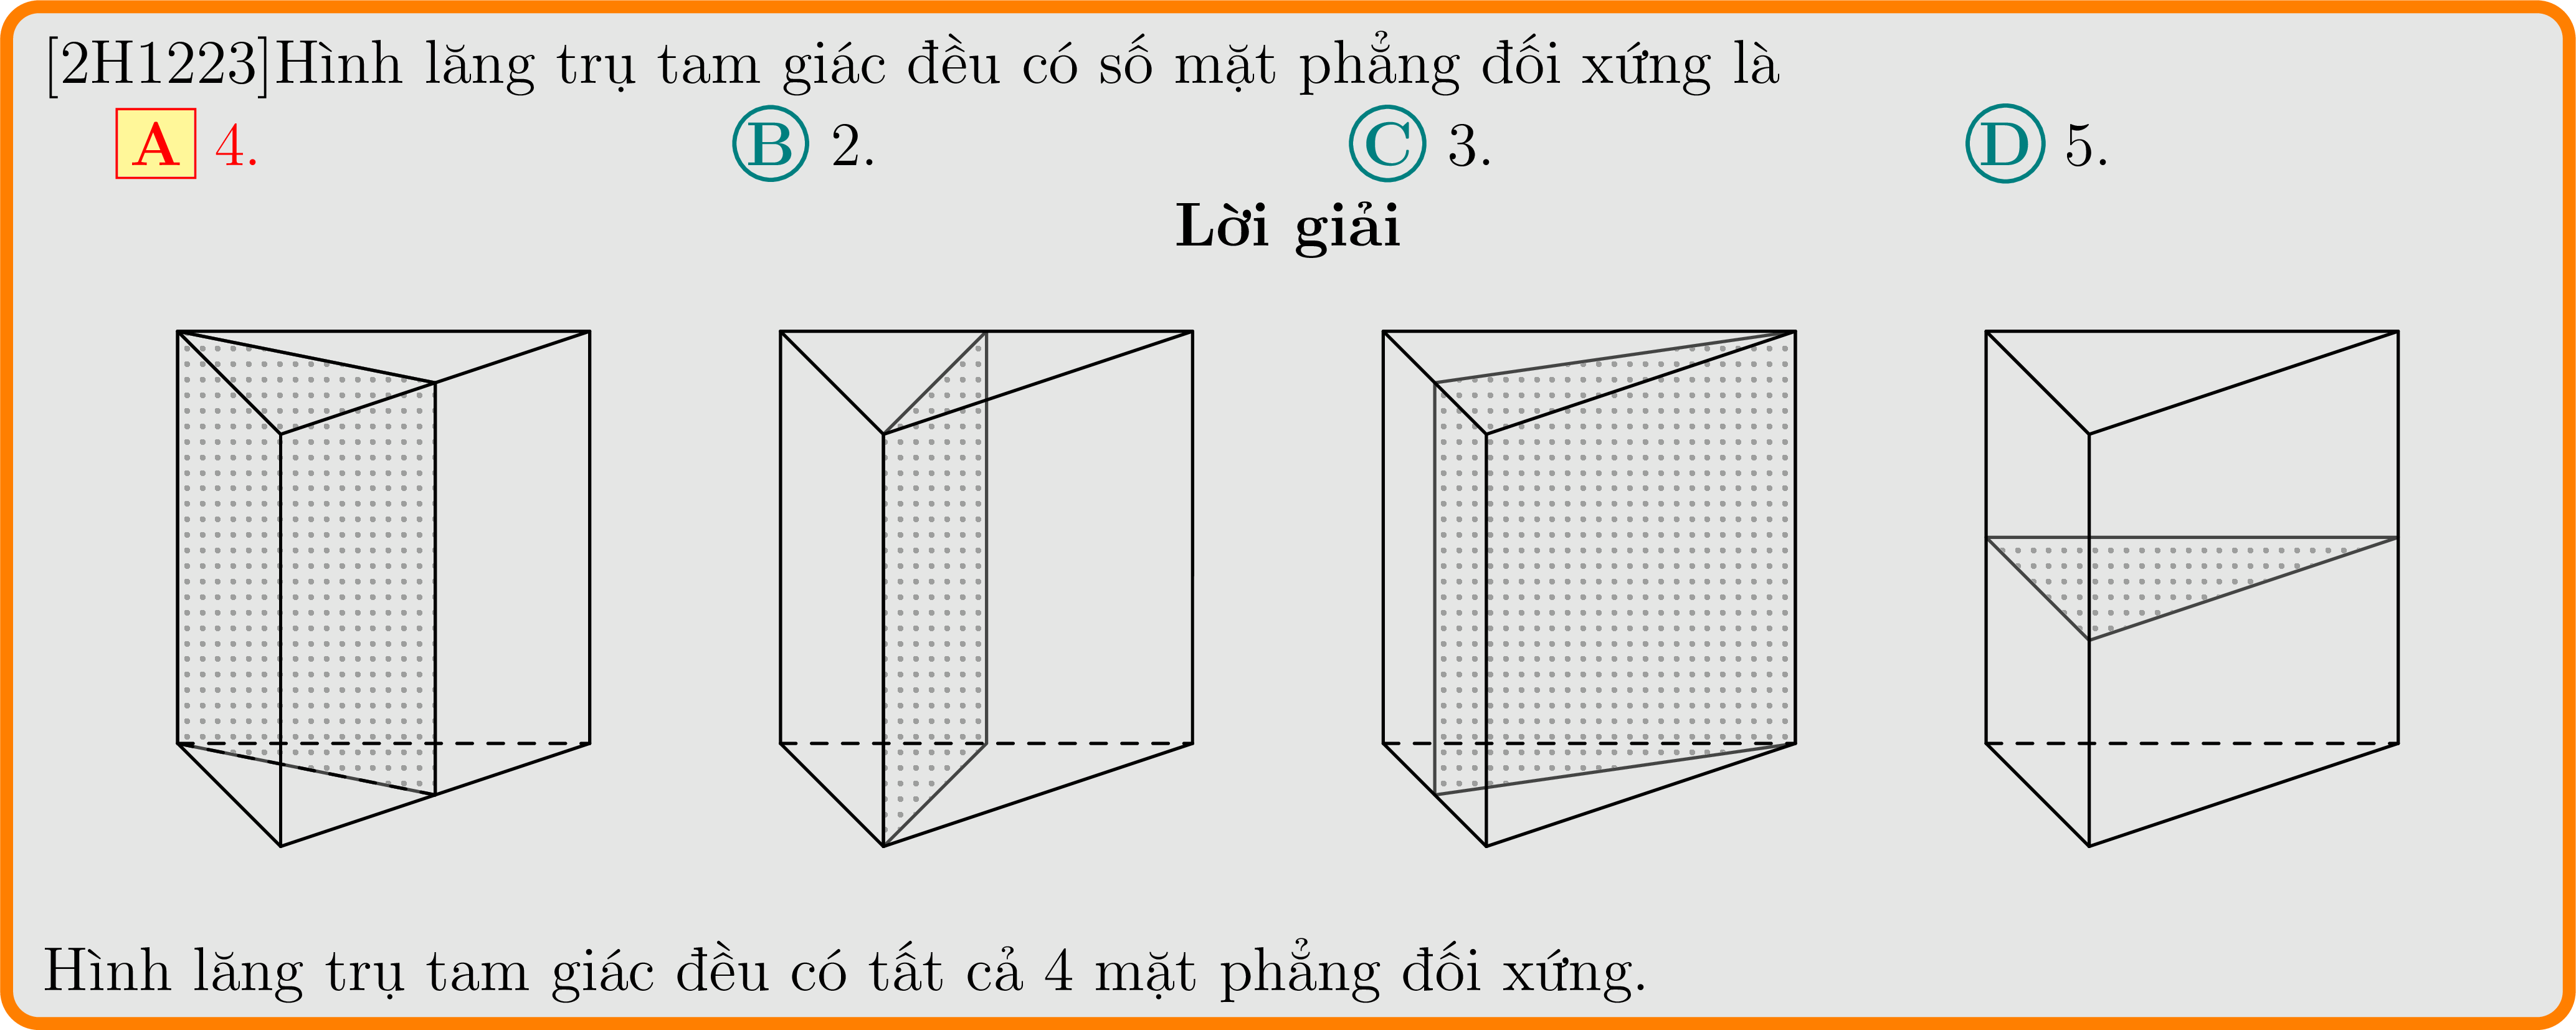 [2H1223]Hình lăng trụ tam giác đều có số mặt phẳng đối xứng là
A 4. B 2. C 3. D 5.
Lời giải
Hình lăng trụ tam giác đều có tất cả 4 mặt phẳng đối xứng.